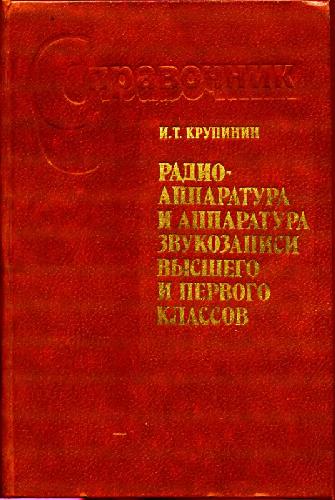 Справочник
И.Т. КРУПИНИН
РАДИО-
АППАРАТУРА
И АППАРАТУРА
ЗВУКОЗАПИСИ
ВЫСШЕГО
И ПЕРВОГО
КЛАССОВ